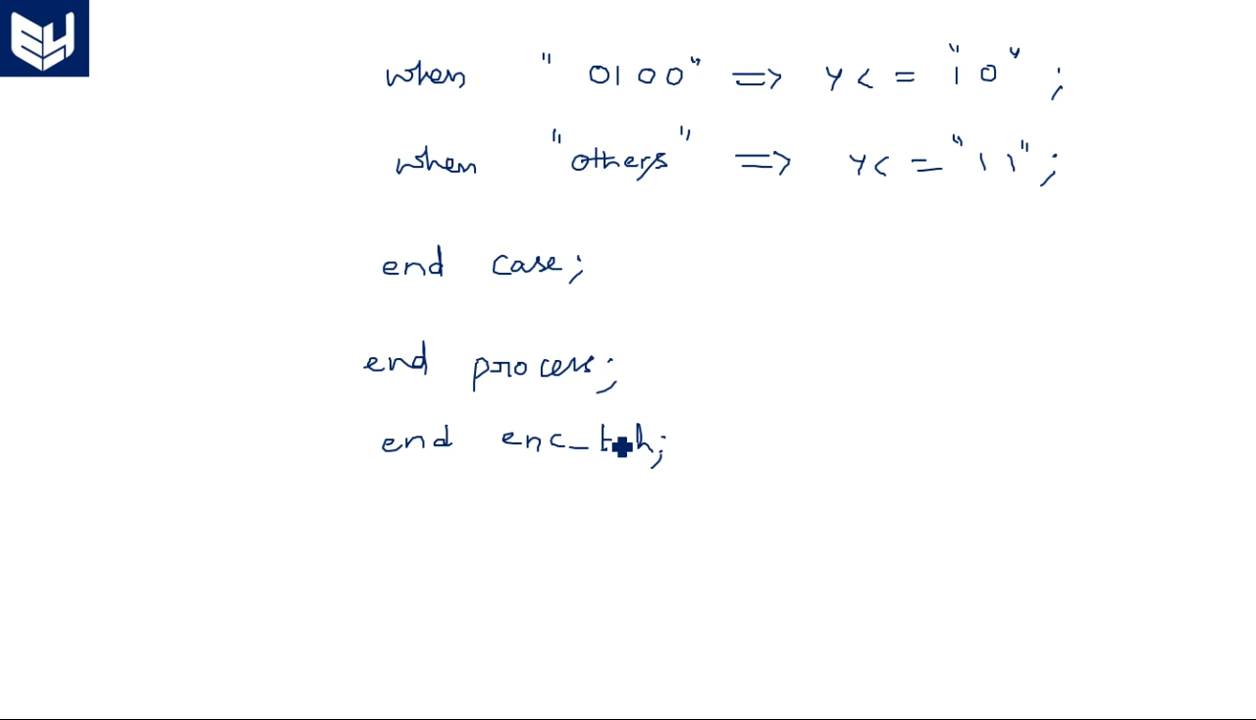 when "0100" => y <= "10";
when "others" => y <= "11";
end case;
end process;
end enc_